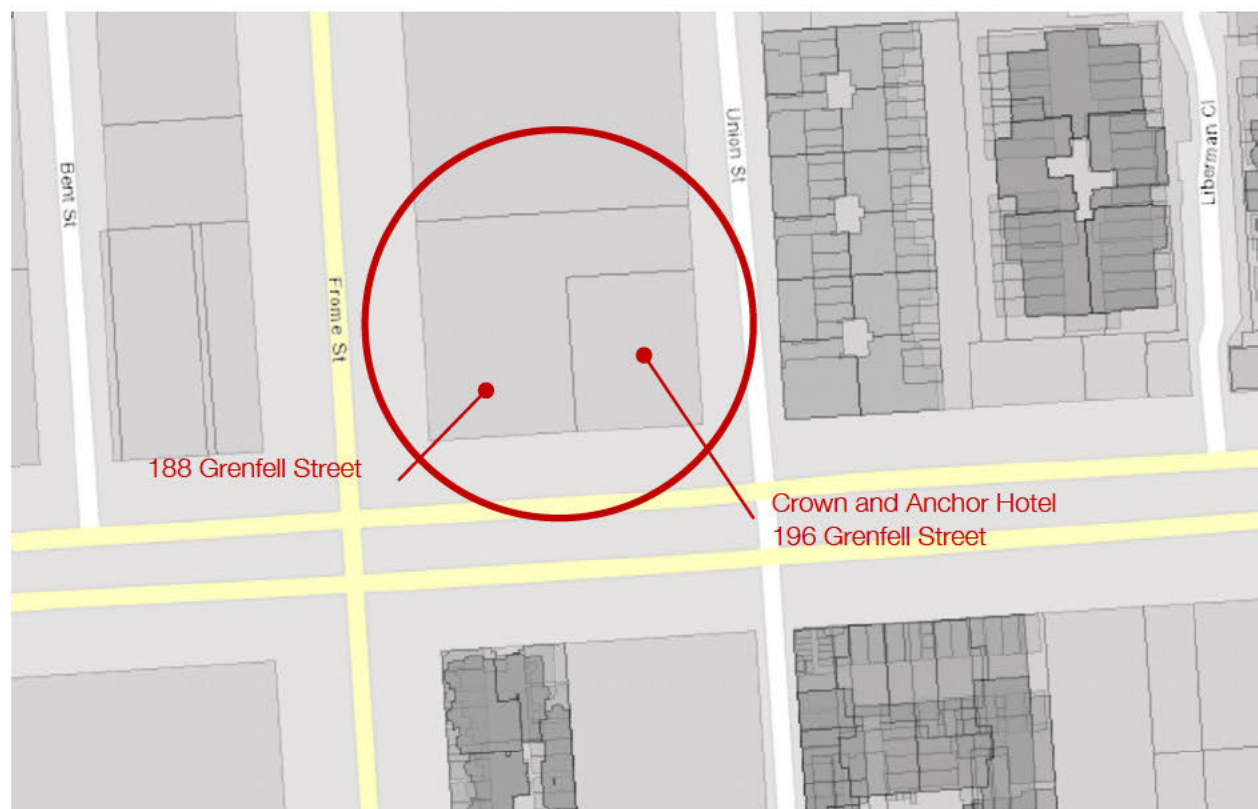 Bent St
Frome St
Union St
Liberman Cl
188 Grenfell Street
Crown and Anchor Hotel
196 Grenfell Street